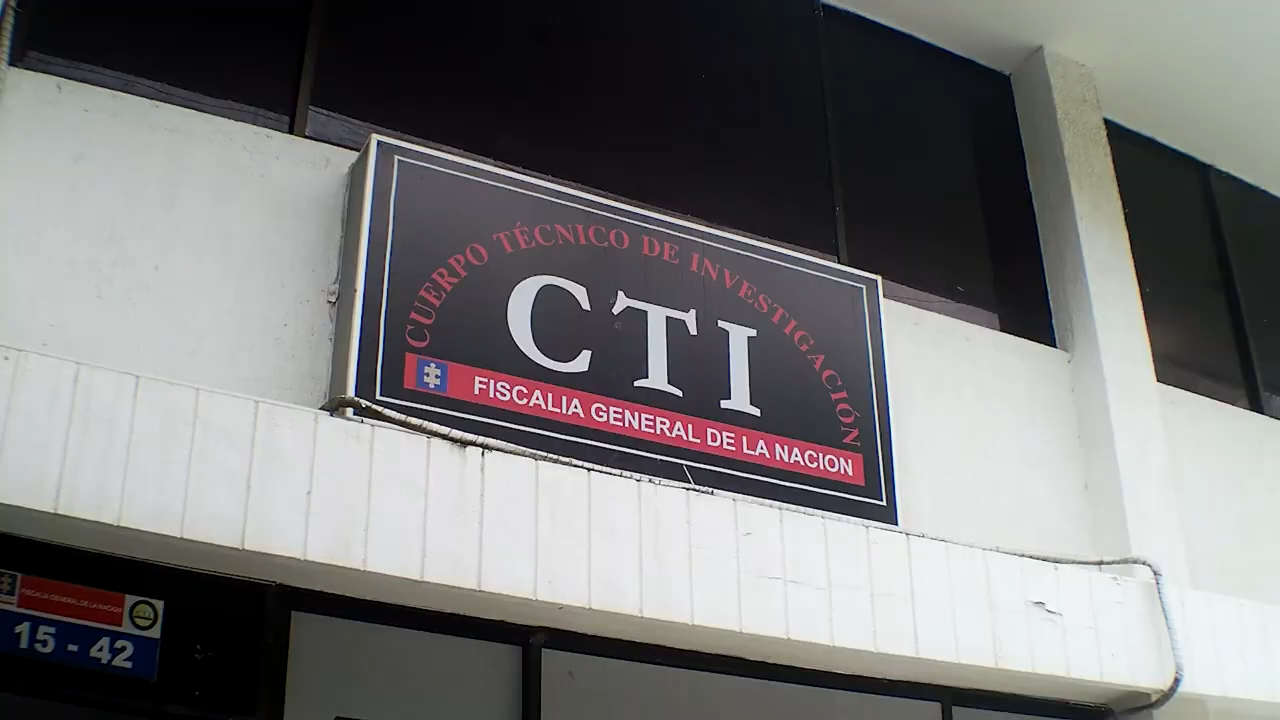 CUERPO TÉCNICO DE INVESTIGACIÓN
CTI
FISCALIA GENERAL DE LA NACION
FISCALIA GENERAL DE LA NACION
15 - 42